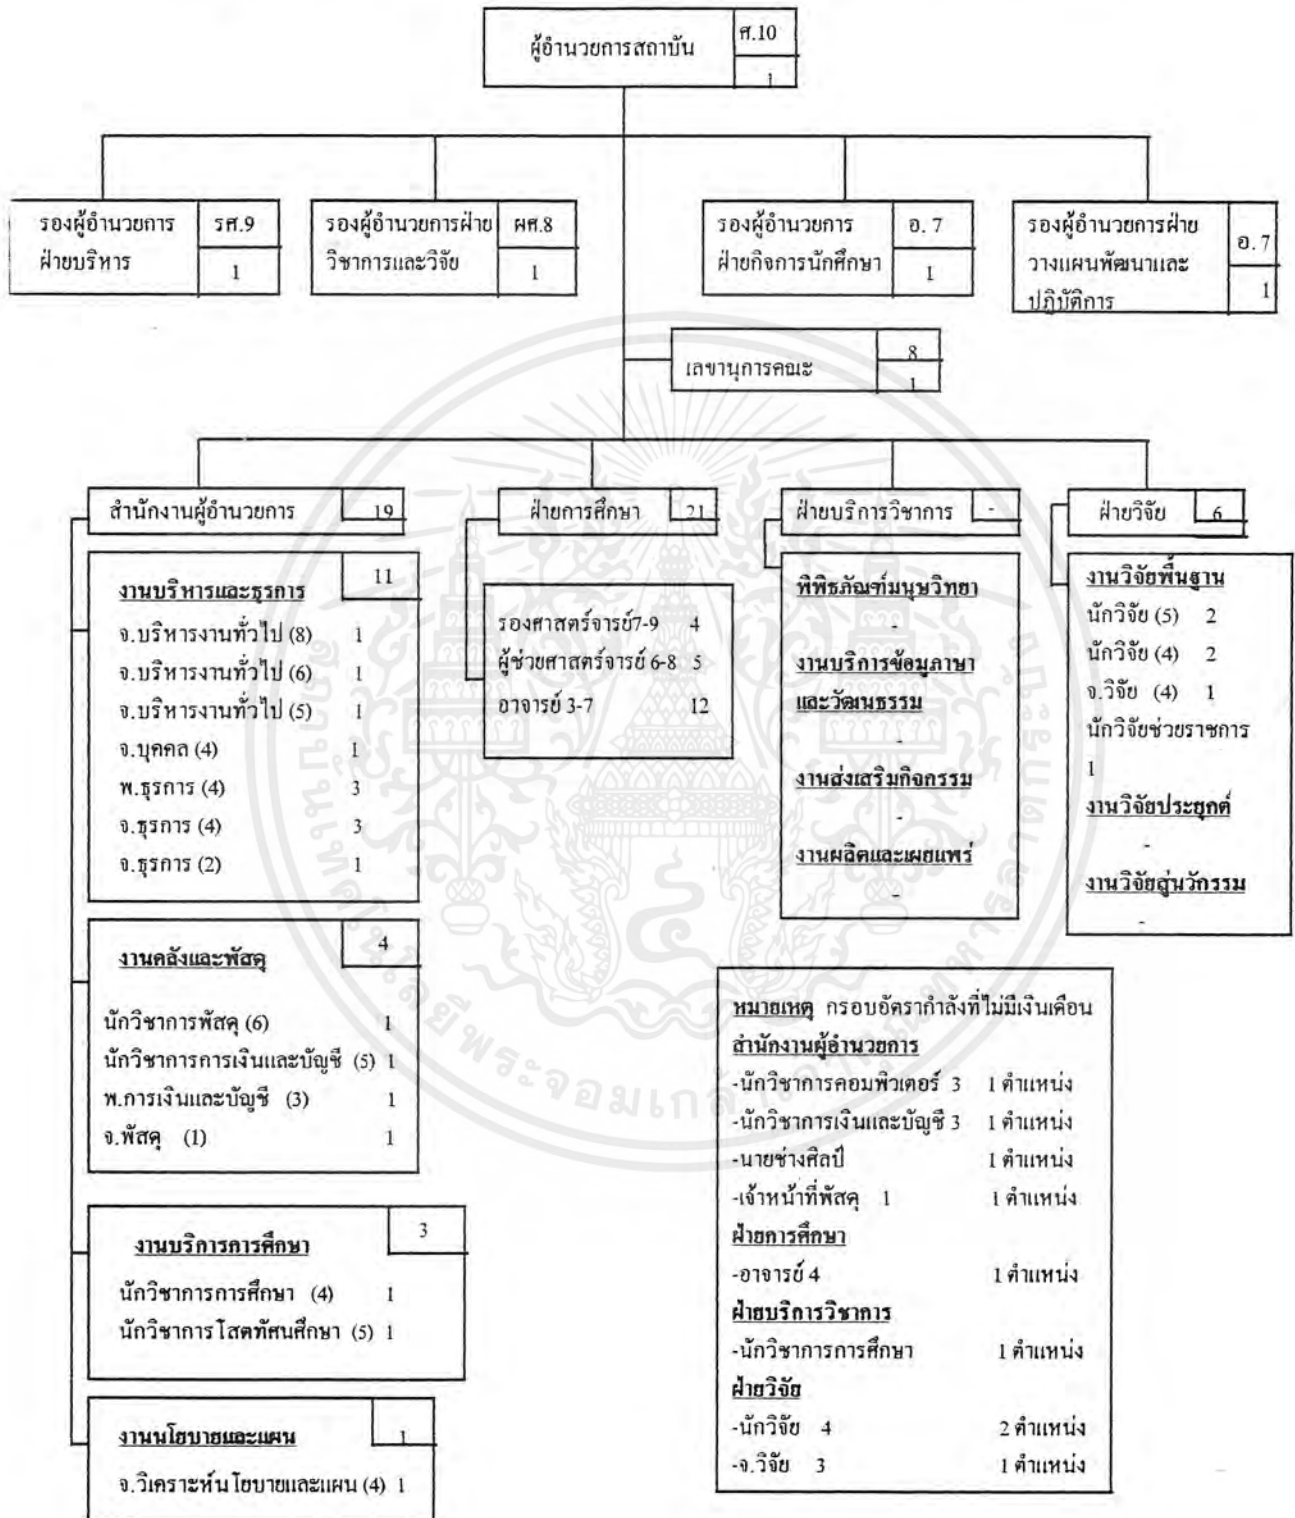 ผู้อำนวยการสถาบัน
ศ.10
1
รองผู้อำนวยการ
ฝ่ายบริหาร
รศ.9
1
รองผู้อำนวยการฝ่าย
วิชาการและวิจัย
ผศ.8
1
รองผู้อำนวยการ
ฝ่ายกิจการนักศึกษา
อ. 7
1
รองผู้อำนวยการฝ่าย
วางแผนพัฒนาและ
ปฏิบัติการ
อ. 7
1
เลขานุการคณะ
8
1
สำนักงานผู้อำนวยการ 19
งานบริหารและธุรการ 11
จ.บริหารงานทั่วไป (8) 1
จ.บริหารงานทั่วไป (6) 1
จ.บริหารงานทั่วไป (5) 1
จ.บุคคล (4) 1
พ.ธุรการ (4) 3
จ.ธุรการ (4) 3
จ.ธุรการ (2) 1
งานคลังและพัสดุ 4
นักวิชาการพัสดุ (6) 1
นักวิชาการการเงินและบัญชี (5) 1
พ.การเงินและบัญชี (3) 1
จ.พัสดุ (1) 1
งานบริการการศึกษา 3
นักวิชาการการศึกษา (4) 1
นักวิชาการโสตทัศนศึกษา (5) 1
งานนโยบายและแผน 1
จ.วิเคราะห์นโยบายและแผน (4) 1
ฝ่ายการศึกษา 21
รองศาสตร์จารย์7-9 4
ผู้ช่วยศาสตร์จารย์ 6-8 5
อาจารย์ 3-7 12
ฝ่ายบริการวิชาการ -
พิพิธภัณฑ์มนุษวิทยา
-
งานบริการข้อมูภาษา
และวัฒนธรรม
-
งานส่งเสริมกิจกรรม
-
งานผลิตและเผยแพร่
-
ฝ่ายวิจัย 6
งานวิจัยพื้นฐาน
นักวิจัย (5) 2
นักวิจัย (4) 2
จ.วิจัย (4) 1
นักวิจัยช่วยราชการ
1
งานวิจัยประยุกต์
-
งานวิจัยสู่นวักรรม
-
หมายเหตุ กรอบอัตรากำลังที่ไม่มีเงินเดือน
สำนักงานผู้อำนวยการ
-นักวิชาการคอมพิวเตอร์ 3 1 ตำแหน่ง
-นักวิชาการเงินและบัญชี 3 1 ตำแหน่ง
-นายช่างศิลป์ 1 ตำแหน่ง
-เจ้าหน้าที่พัสดุ 1 1 ตำแหน่ง
ฝ่ายการศึกษา
-อาจารย์ 4 1 ตำแหน่ง
ฝ่ายบริการวิชาการ
-นักวิชาการการศึกษา 1 ตำแหน่ง
ฝ่ายวิจัย
-นักวิจัย 4 2 ตำแหน่ง
-จ.วิจัย 3 1 ตำแหน่ง